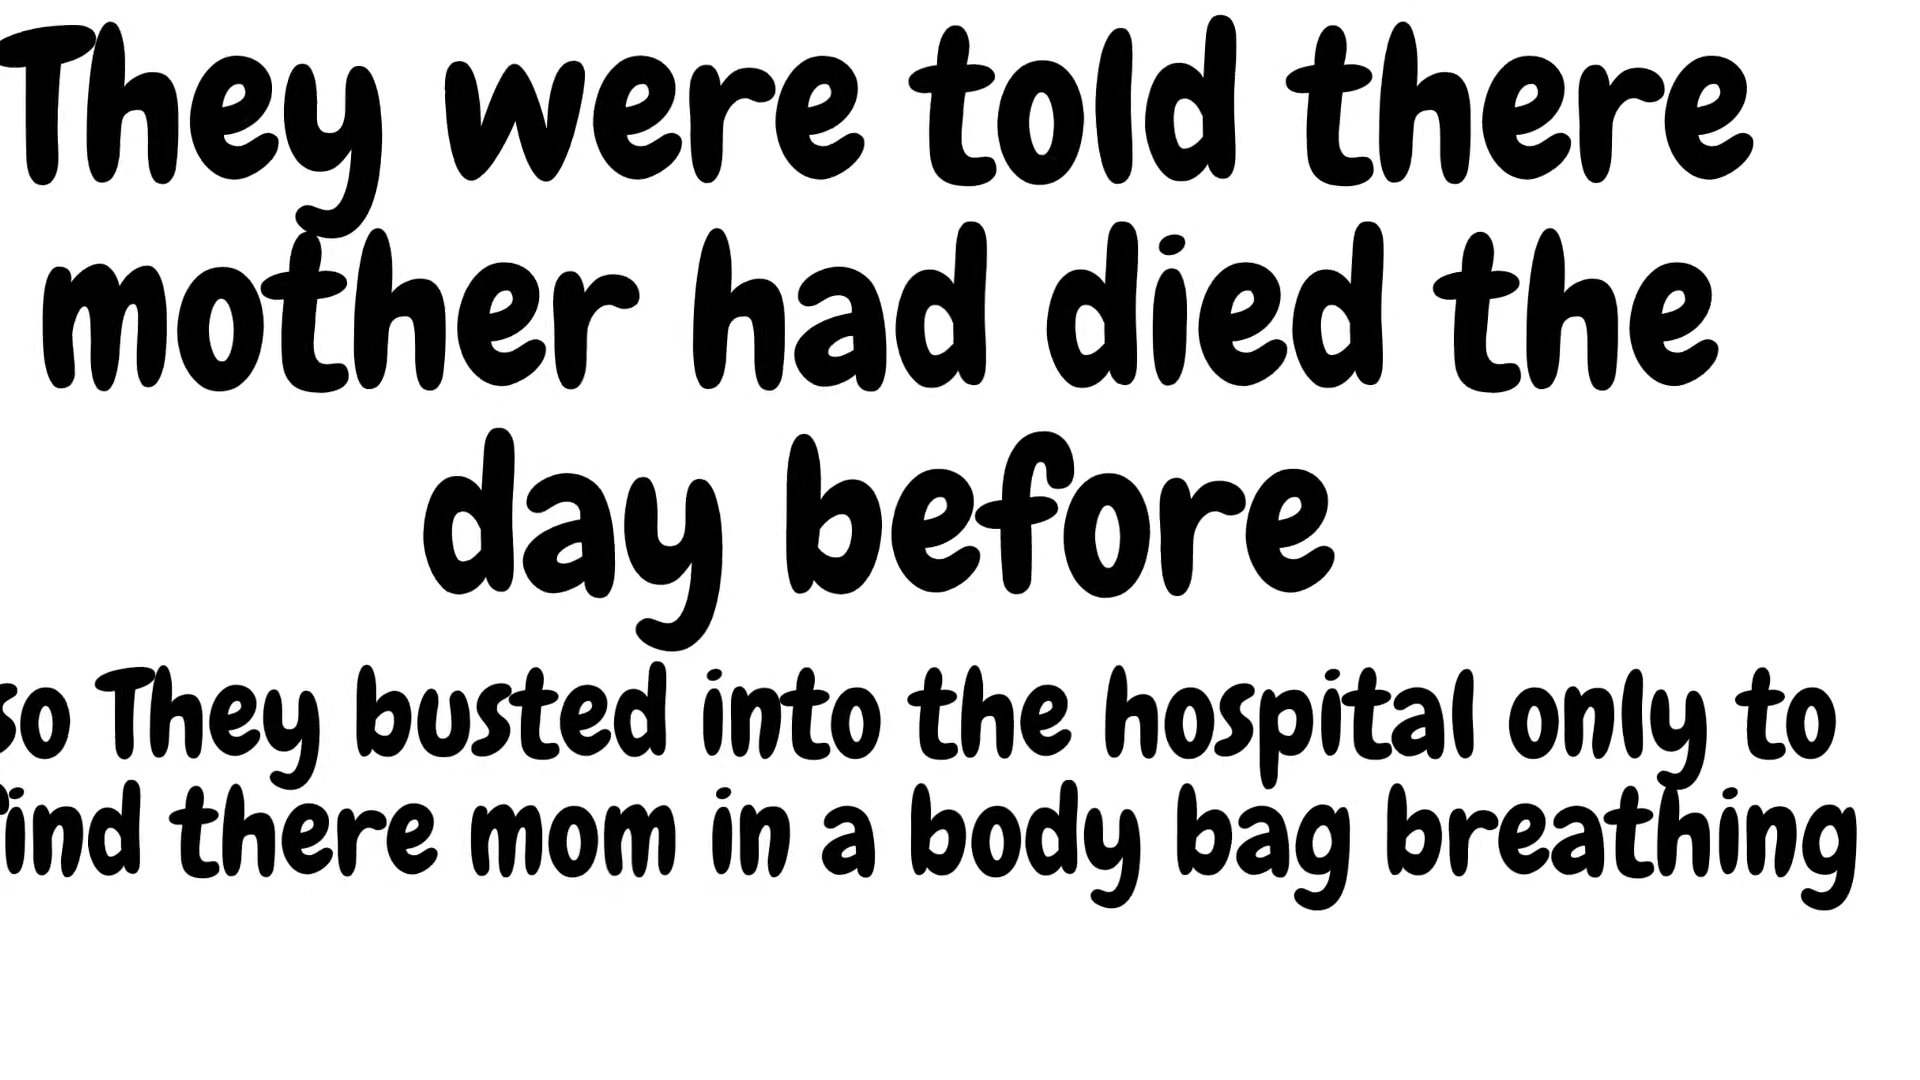 They were told there
mother had died the
day before
so They busted into the hospital only to
find there mom in a body bag breathing